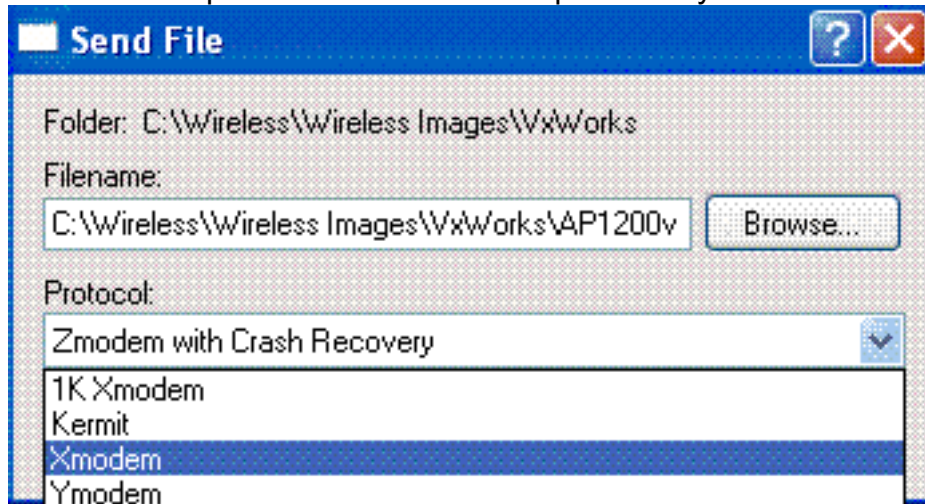 Send File
Folder: C:\Wireless\Wireless Images\VxWorks
Filename:
C:\Wireless\Wireless Images\VxWorks\AP1200v Browse...
Protocol:
Zmodem with Crash Recovery
1K Xmodem
Kermit
Xmodem
Ymodem